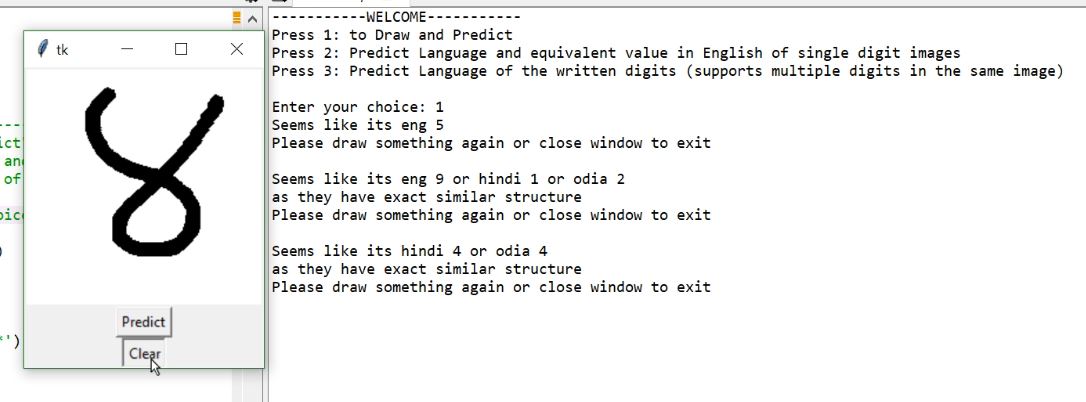 tk
४
Predict
Clear
-----------WELCOME-----------
Press 1: to Draw and Predict
Press 2: Predict Language and equivalent value in English of single digit images
Press 3: Predict Language of the written digits (supports multiple digits in the same image)
Enter your choice: 1
Seems like its eng 5
Please draw something again or close window to exit
Seems like its eng 9 or hindi 1 or odia 2
as they have exact similar structure
Please draw something again or close window to exit
Seems like its hindi 4 or odia 4
as they have exact similar structure
Please draw something again or close window to exit